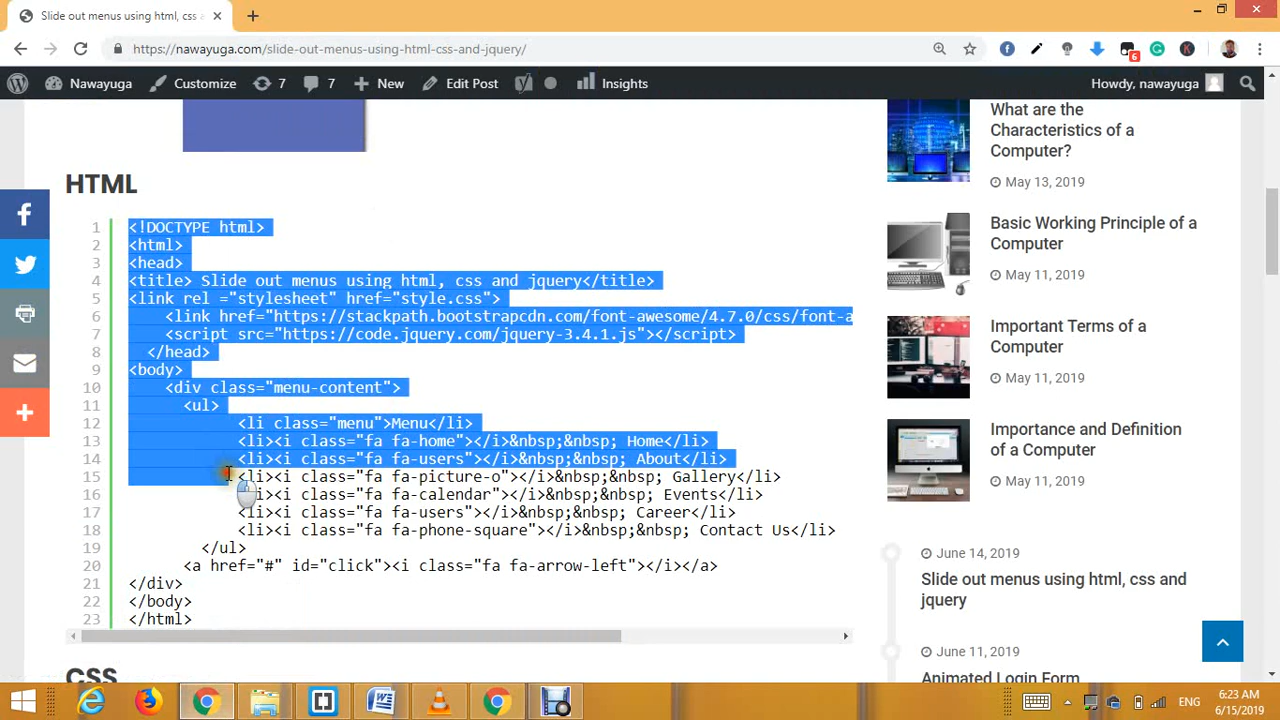 Slide out menus using html, css a
https://nawayuga.com/slide-out-menus-using-html-css-and-jquery/
6
Nawayuga
Customize
7
7
New
Edit Post
Insights
Howdy, nawayuga
HTML
1 <!DOCTYPE html>
2 <html>
3 <head>
4 <title> Slide out menus using html, css and jquery</title>
5 <link rel ="stylesheet" href="style.css">
6 <link href="https://stackpath.bootstrapcdn.com/font-awesome/4.7.0/css/font-a
7 <script src="https://code.jquery.com/jquery-3.4.1.js"></script>
8 </head>
9 <body>
10 <div class="menu-content">
11 <ul>
12 <li class="menu">Menu</li>
13 <li><i class="fa fa-home"></i>&nbsp;&nbsp; Home</li>
14 <li><i class="fa fa-users"></i>&nbsp;&nbsp; About</li>
15 <li><i class="fa fa-picture-o"></i>&nbsp;&nbsp; Gallery</li>
16 <li><i class="fa fa-calendar"></i>&nbsp;&nbsp; Events</li>
17 <li><i class="fa fa-users"></i>&nbsp;&nbsp; Career</li>
18 <li><i class="fa fa-phone-square"></i>&nbsp;&nbsp; Contact Us</li>
19 </ul>
20 <a href="#" id="click"><i class="fa fa-arrow-left"></i></a>
21 </div>
22 </body>
23 </html>
CSS
What are the
Characteristics of a
Computer?
May 13, 2019
Basic Working Principle of a
Computer
May 11, 2019
Important Terms of a
Computer
May 11, 2019
Importance and Definition
of a Computer
May 11, 2019
June 14, 2019
Slide out menus using html, css and
jquery
June 11, 2019
Animated Login Form
ENG
6:23 AM
6/15/2019